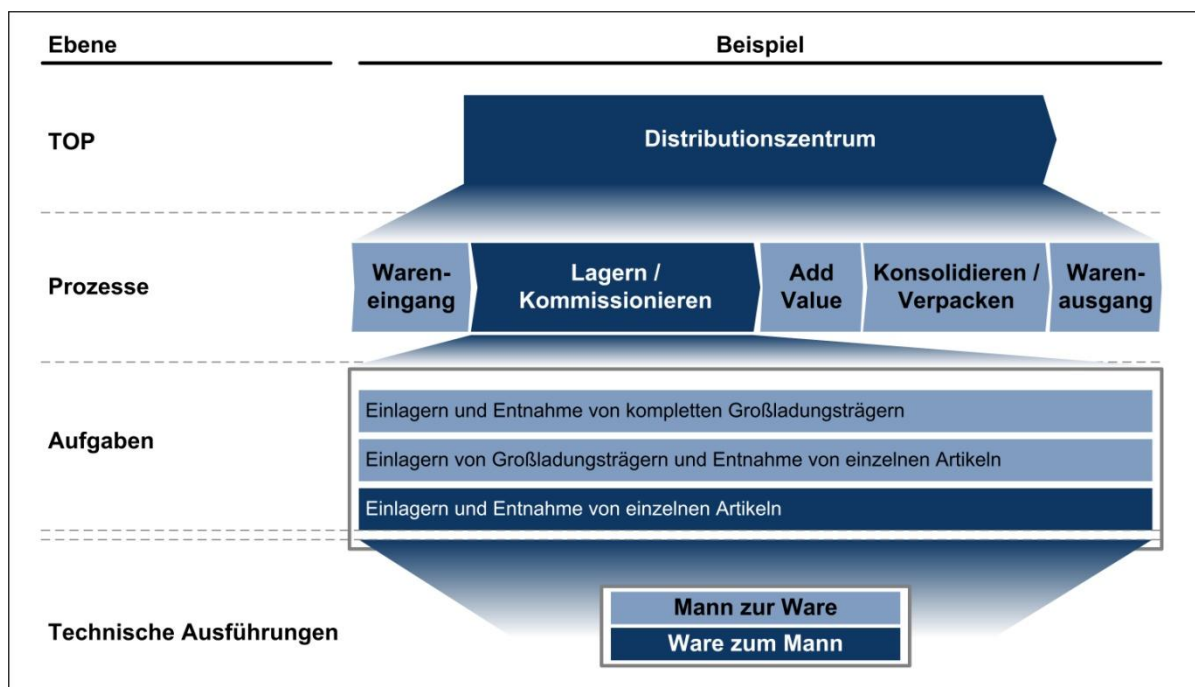 Ebene
Beispiel
TOP
Distributionszentrum
Prozesse
Waren-
eingang
Lagern /
Kommissionieren
Add
Value
Konsolidieren /
Verpacken
Waren-
ausgang
Aufgaben
Einlagern und Entnahme von kompletten Großladungsträgern
Einlagern von Großladungsträgern und Entnahme von einzelnen Artikeln
Einlagern und Entnahme von einzelnen Artikeln
Technische Ausführungen
Mann zur Ware
Ware zum Mann